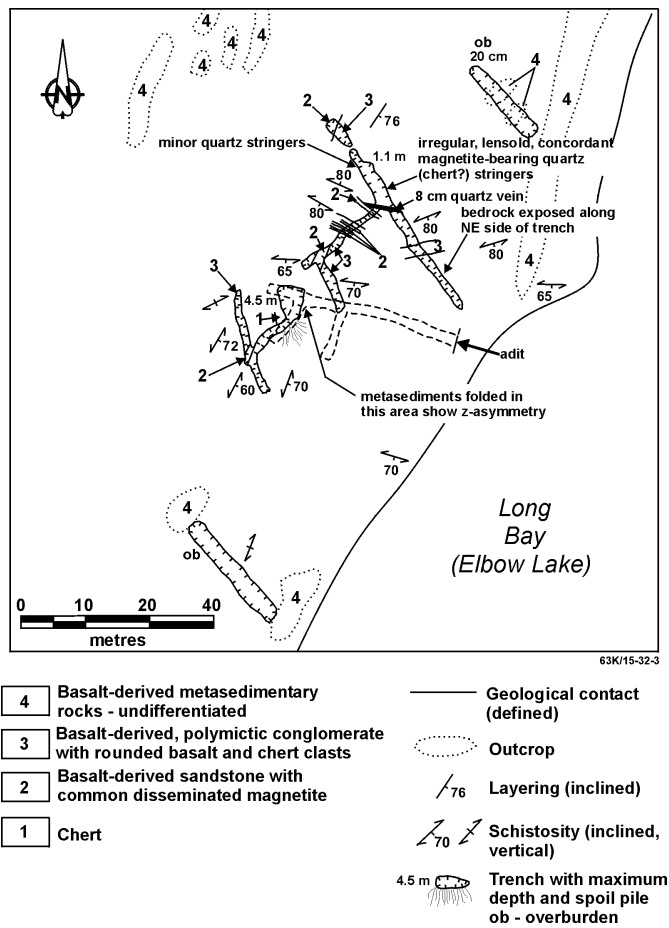 4
4
4
4
4
N
ob
20 cm
4
4
2
3
76
minor quartz stringers
1.1 m
irregular, lensoid, concordant
magnetite-bearing quartz
(chert?) stringers
80
2
8 cm quartz vein
80
80
bedrock exposed along
NE side of trench
2
3
80
4
2
3
65
70
65
3
4.5 m
1
72
adit
2
60
70
metasediments folded in
this area show z-asymmetry
70
4
ob
4
Long
Bay
(Elbow Lake)
0 10 20 40
metres
63K/15-32-3
4 Basalt-derived metasedimentary
rocks - undifferentiated
3 Basalt-derived, polymictic conglomerate
with rounded basalt and chert clasts
2 Basalt-derived sandstone with
common disseminated magnetite
1 Chert
Geological contact
(defined)
Outcrop
76 Layering (inclined)
70 Schistosity (inclined,
vertical)
4.5 m Trench with maximum
depth and spoil pile
ob - overburden